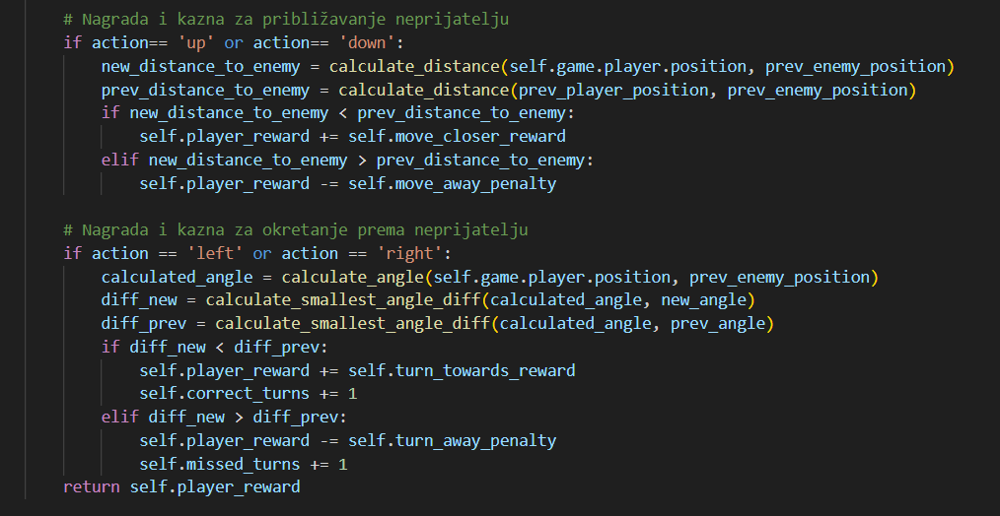 # Nagrada i kazna za približavanje neprijatelju
if action== 'up' or action== 'down':
new_distance_to_enemy = calculate_distance(self.game.player.position, prev_enemy_position)
prev_distance_to_enemy = calculate_distance(prev_player_position, prev_enemy_position)
if new_distance_to_enemy < prev_distance_to_enemy:
self.player_reward += self.move_closer_reward
elif new_distance_to_enemy > prev_distance_to_enemy:
self.player_reward -= self.move_away_penalty
# Nagrada i kazna za okretanje prema neprijatelju
if action == 'left' or action == 'right':
calculated_angle = calculate_angle(self.game.player.position, prev_enemy_position)
diff_new = calculate_smallest_angle_diff(calculated_angle, new_angle)
diff_prev = calculate_smallest_angle_diff(calculated_angle, prev_angle)
if diff_new < diff_prev:
self.player_reward += self.turn_towards_reward
self.correct_turns += 1
elif diff_new > diff_prev:
self.player_reward -= self.turn_away_penalty
self.missed_turns += 1
return self.player_reward